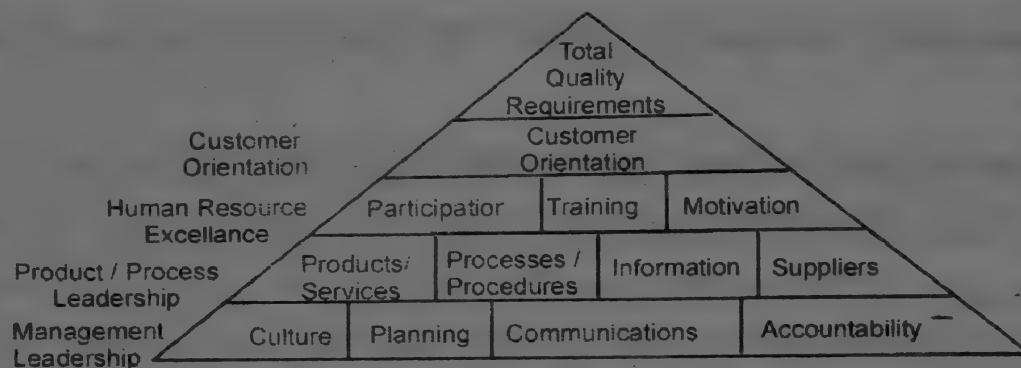 Total
Quality
Requirements
Customer
Orientation
Customer
Orientation
Human Resource
Excellance
Participatior
Training
Motivation
Product / Process
Leadership
Products/
Services
Processes /
Procedures
Information
Suppliers
Management
Leadership
Culture
Planning
Communications
Accountability